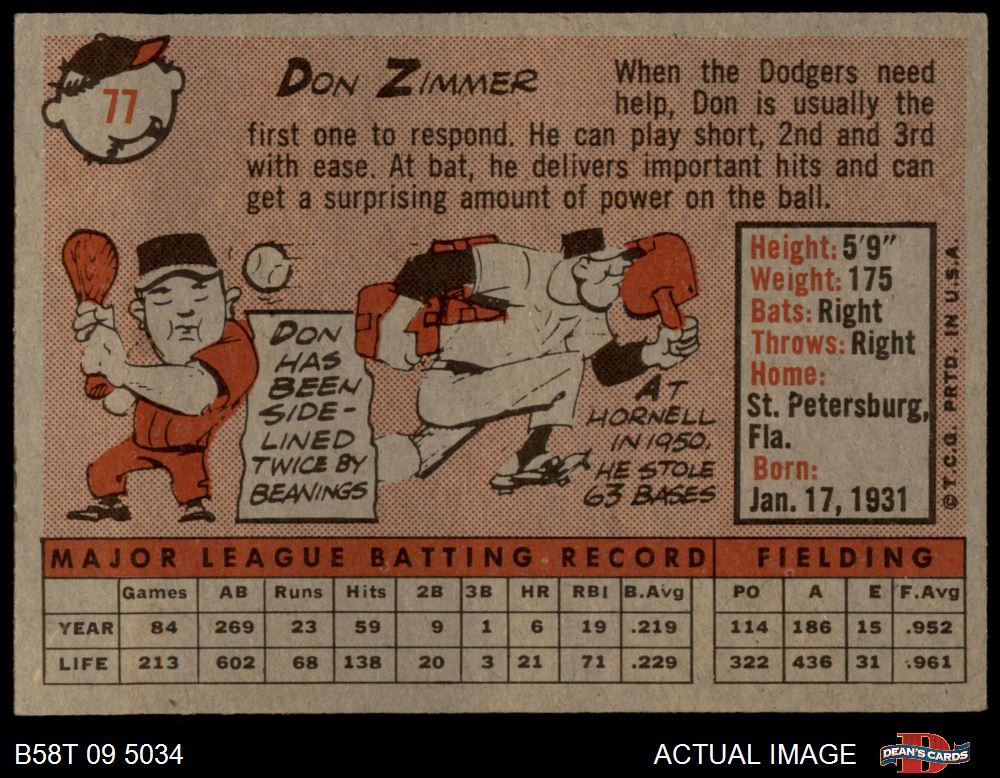 77
DON ZIMMER
When the Dodgers need
help, Don is usually the
first one to respond. He can play short, 2nd and 3rd
with ease. At bat, he delivers important hits and can
get a surprising amount of power on the ball.
DON
HAS
BEEN
SIDE-
LINED
TWICE BY
BEANINGS
AT
HORNELL
IN 1950,
HE STOLE
63 BASES
Height: 5'9"
Weight: 175
Bats: Right
Throws: Right
Home:
St. Petersburg,
Fla.
Born:
Jan. 17, 1931
©T.C.G. PRTD. IN U.S.A.
MAJOR LEAGUE BATTING RECORD FIELDING
Games AB Runs Hits 2B 3B HR RBI B.Avg PO A E F.Avg
YEAR 84 269 23 59 9 1 6 19 .219 114 186 15 .952
LIFE 213 602 68 138 20 3 21 71 .229 322 436 31 .961
B58T 09 5034 ACTUAL IMAGE D DEAN'S CARDS